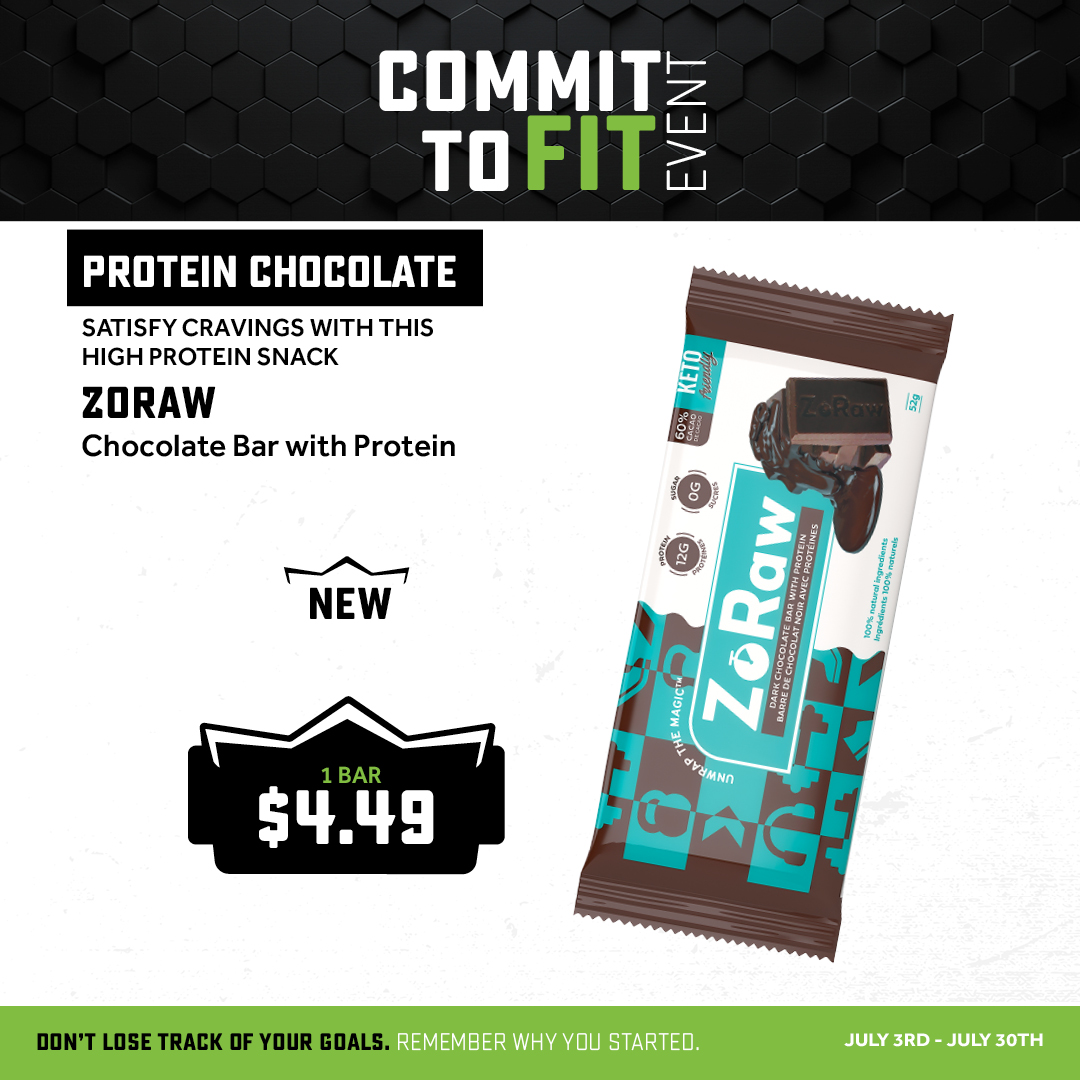 COMMIT
TO FIT
EVENT
PROTEIN CHOCOLATE
SATISFY CRAVINGS WITH THIS
HIGH PROTEIN SNACK
ZORAW
Chocolate Bar with Protein
NEW
1 BAR
$4.49
KETO
friendly
60%
CACAO
DE CACAO
52g
ZoRaw
SUGAR
0G
SUCRES
PROTEIN
12G
PROTÉINES
ZoRaw
DARK CHOCOLATE BAR WITH PROTEIN
BARRE DE CHOCOLAT NOIR AVEC PROTÉINES
100% natural ingredients
Ingrédients 100% naturels
UNWRAP THE MAGIC™
DON'T LOSE TRACK OF YOUR GOALS. REMEMBER WHY YOU STARTED.
JULY 3RD - JULY 30TH